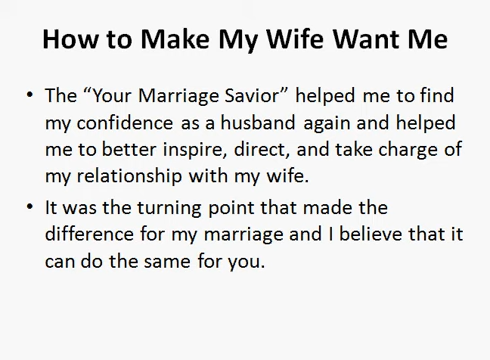 How to Make My Wife Want Me
• The “Your Marriage Savior” helped me to find
my confidence as a husband again and helped
me to better inspire, direct, and take charge of
my relationship with my wife.
• It was the turning point that made the
difference for my marriage and I believe that it
can do the same for you.